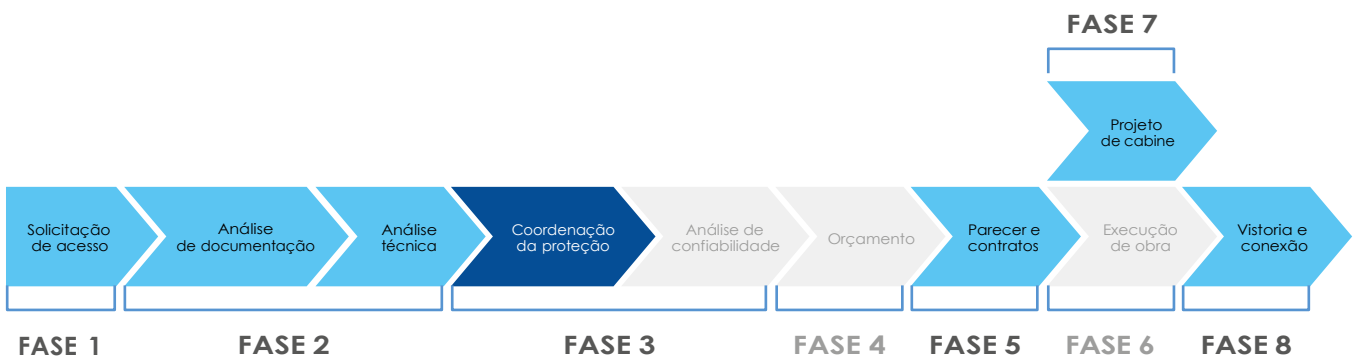 FASE 7
Projeto
de cabine
Solicitação
de acesso
Análise
de documentação
Análise
técnica
Coordenação
da proteção
Análise de
confiabilidade
Orçamento
Parecer e
contratos
Execução
de obra
Vistoria e
conexão
FASE 1
FASE 2
FASE 3
FASE 4
FASE 5
FASE 6
FASE 8